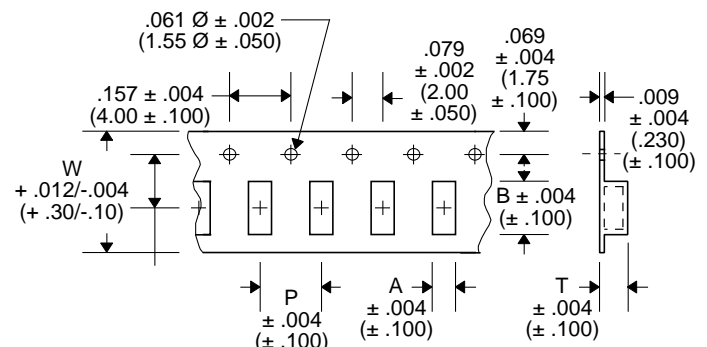 .061 Ø ± .002
(1.55 Ø ± .050)
.157 ± .004
(4.00 ± .100)
.079
± .002
(2.00
± .050)
.069
± .004
(1.75
± .100)
.009
± .004
(.230)
(± .100)
W
+ .012/-.004
(+ .30/-.10)
B ± .004
(± .100)
P
± .004
(± .100)
A
± .004
(± .100)
T
± .004
(± .100)